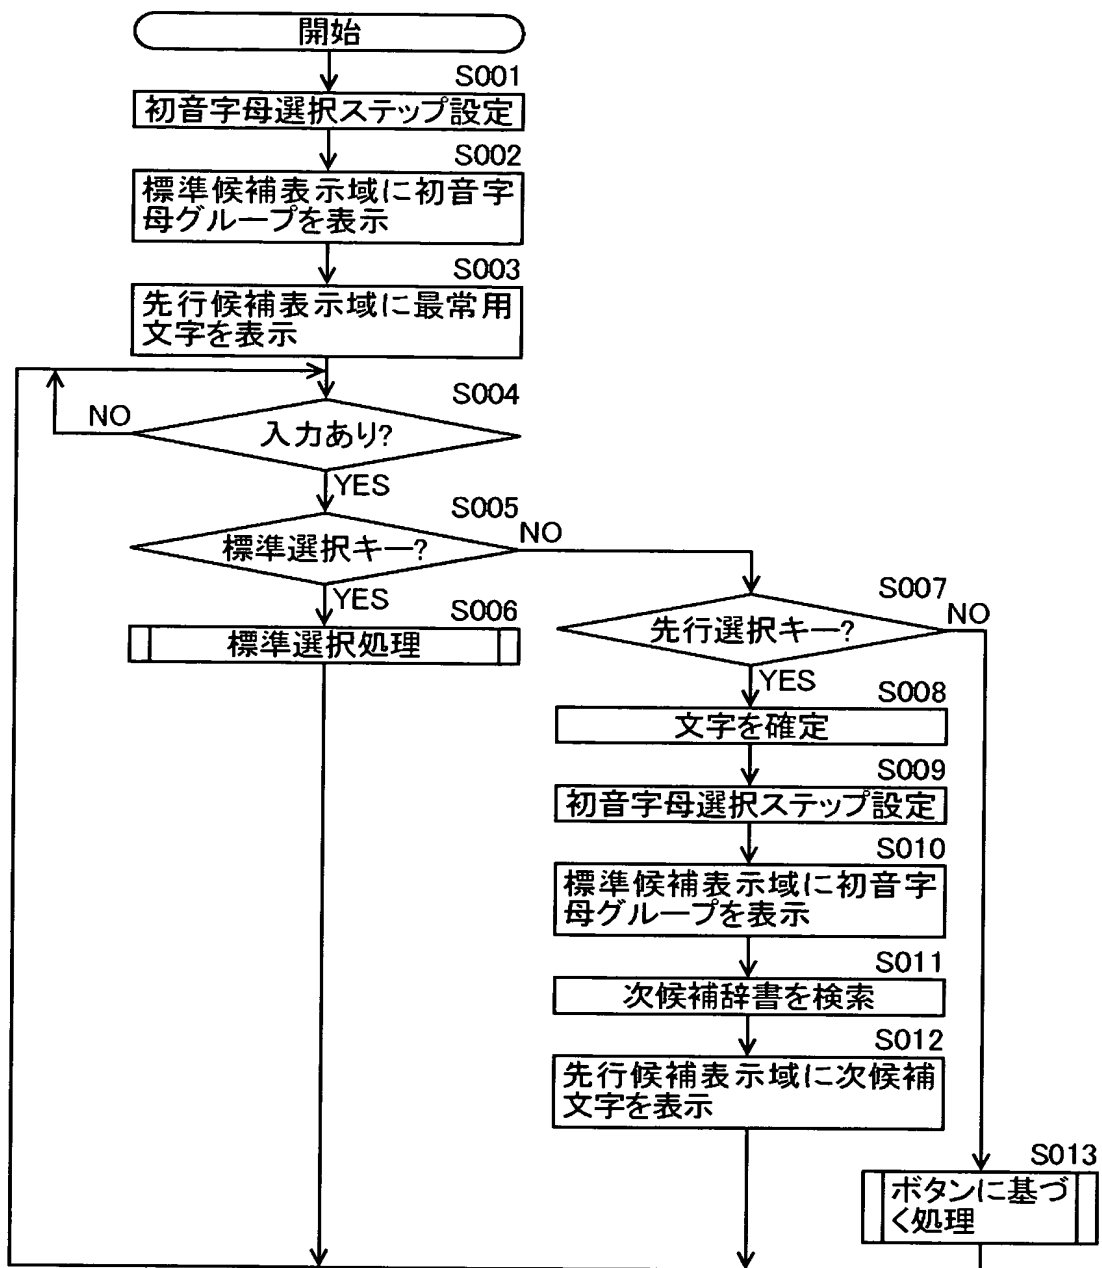 開始
S001
初音字母選択ステップ設定
S002
標準候補表示域に初音字
母グループを表示
S003
先行候補表示域に最常用
文字を表示
S004
入力あり?
NO
YES
S005
標準選択キー?
NO
YES
S006
標準選択処理
S007
先行選択キー?
NO
YES
S008
文字を確定
S009
初音字母選択ステップ設定
S010
標準候補表示域に初音字
母グループを表示
S011
次候補辞書を検索
S012
先行候補表示域に次候補
文字を表示
S013
ボタンに基づ
く処理